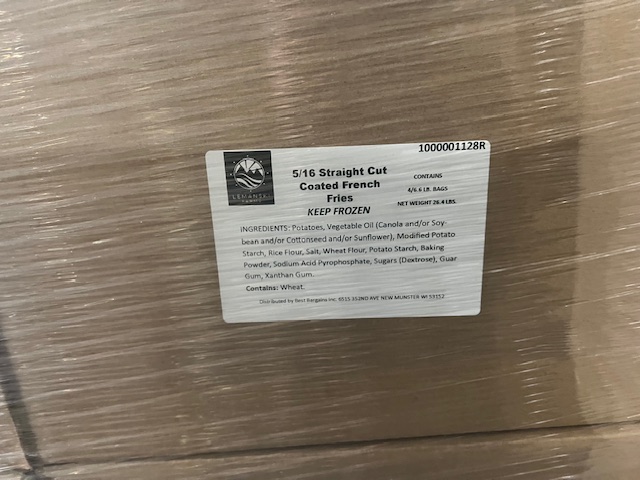 1000001128R
LEMANSKI
5/16 Straight Cut
Coated French
Fries
KEEP FROZEN
CONTAINS
4/6.6 LB. BAGS
NET WEIGHT 26.4 LBS.
INGREDIENTS: Potatoes, Vegetable Oil (Canola and/or Soy-
bean and/or Cottonseed and/or Sunflower), Modified Potato
Starch, Rice Flour, Salt, Wheat Flour, Potato Starch, Baking
Powder, Sodium Acid Pyrophosphate, Sugars (Dextrose), Guar
Gum, Xanthan Gum.
Contains: Wheat.
Distributed by Best Bargains Inc. 6515 352ND AVE NEW MUNSTER WI 53152